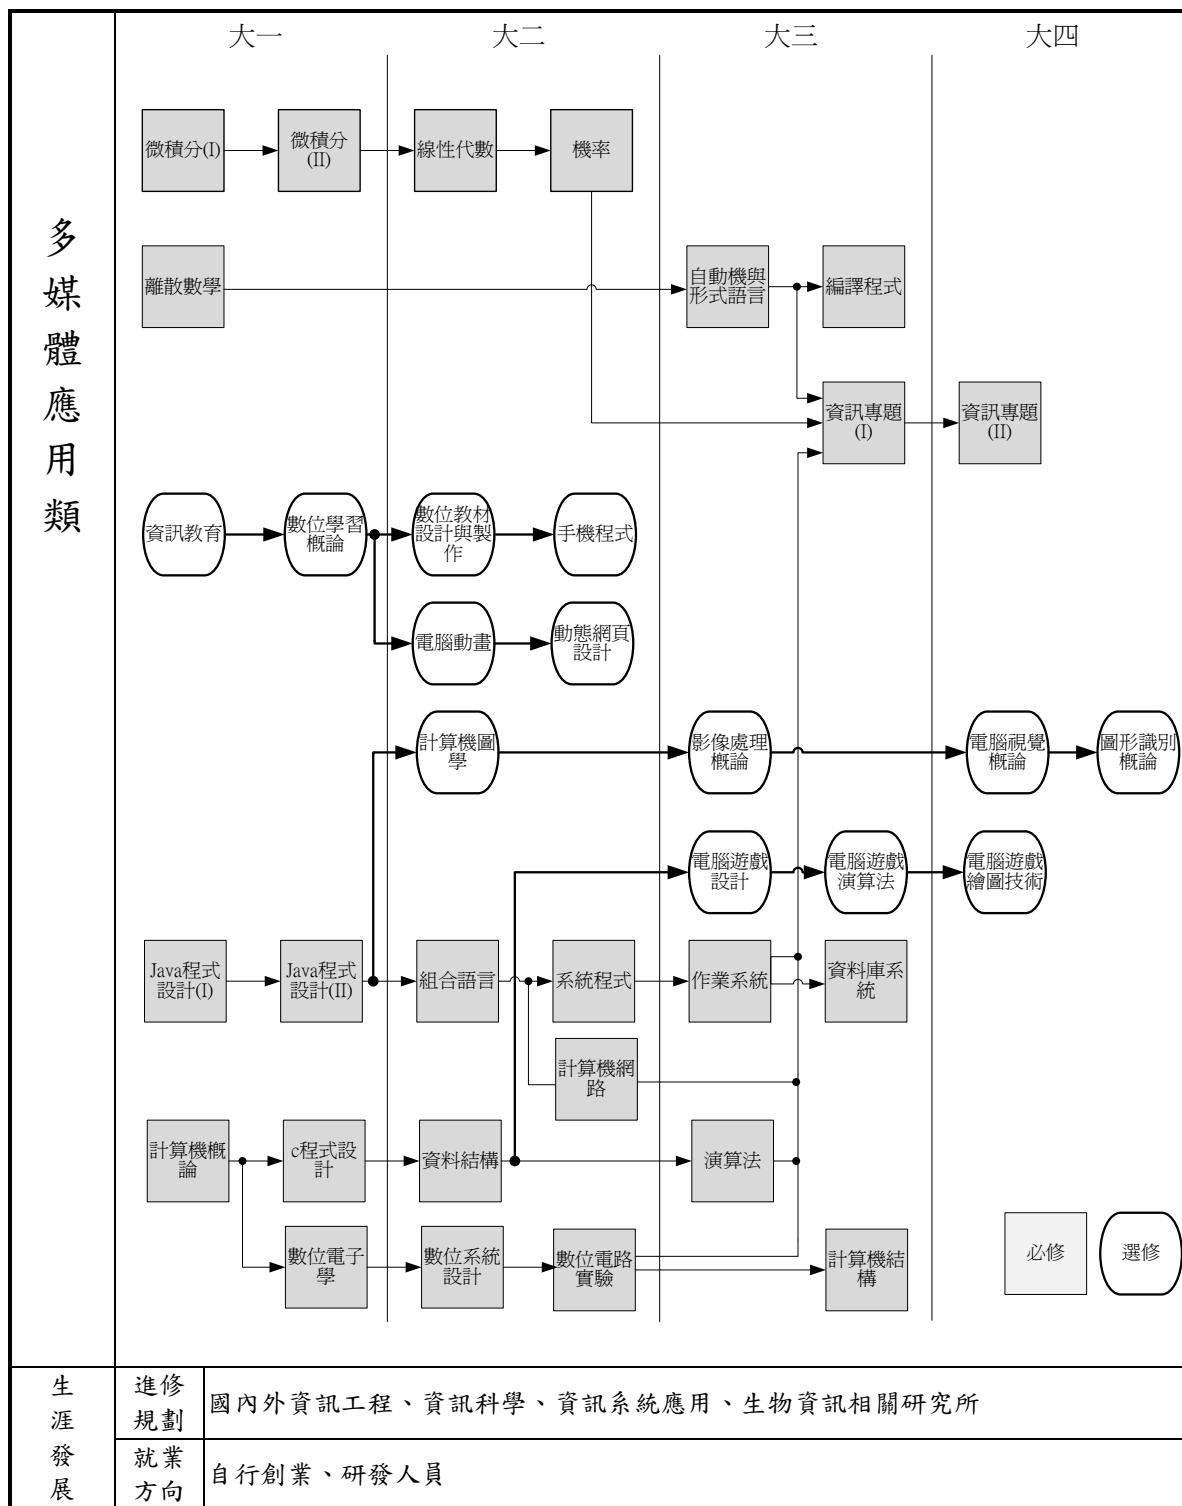 大一
大二
大三
大四
多
媒
體
應
用
類
微積分(I)
微積分
(II)
線性代數
機率
離散數學
自動機與
形式語言
編譯程式
資訊專題
(I)
資訊專題
(II)
資訊教育
數位學習
概論
數位教材
設計與製
作
手機程式
電腦動畫
動態網頁
設計
計算機圖
學
影像處理
概論
電腦視覺
概論
圖形識別
概論
電腦遊戲
設計
電腦遊戲
演算法
電腦遊戲
繪圖技術
Java程式
設計(I)
Java程式
設計(II)
組合語言
系統程式
作業系統
資料庫系
統
計算機網
路
計算機概
論
c程式設
計
資料結構
演算法
數位電子
學
數位系統
設計
數位電路
實驗
計算機結
構
必修
選修
生
涯
發
展
進修
規劃
國內外資訊工程、資訊科學、資訊系統應用、生物資訊相關研究所
就業
方向
自行創業、研發人員